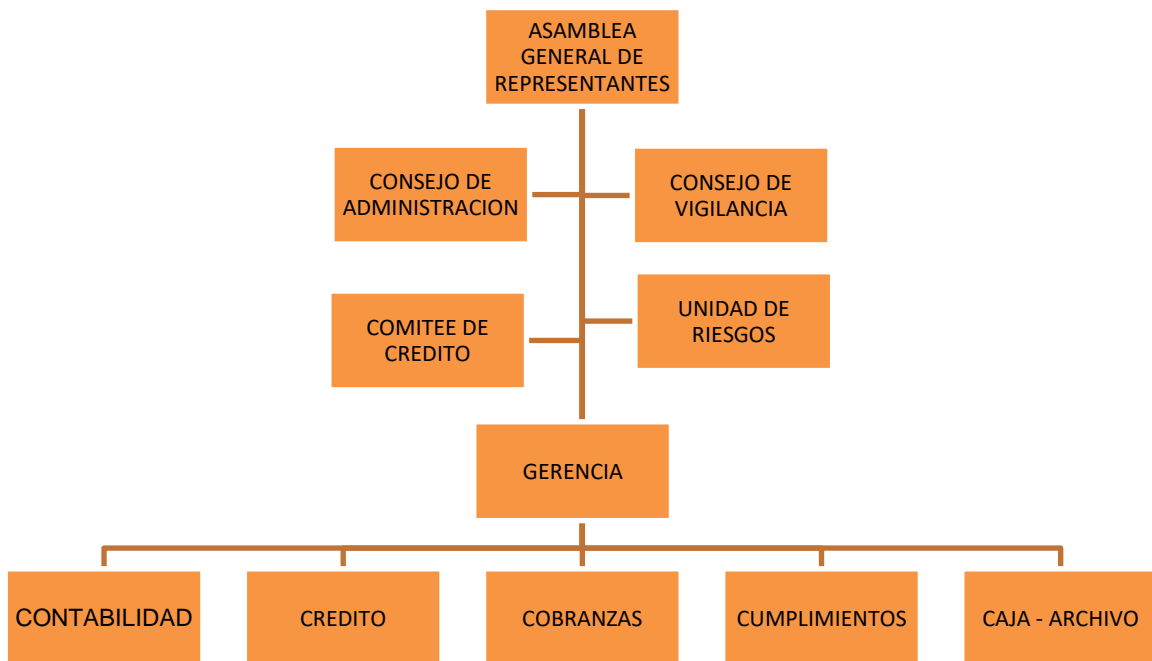 ASAMBLEA
GENERAL DE
REPRESENTANTES
CONSEJO DE
ADMINISTRACION
CONSEJO DE
VIGILANCIA
COMITEE DE
CREDITO
UNIDAD DE
RIESGOS
GERENCIA
CONTABILIDAD
CREDITO
COBRANZAS
CUMPLIMIENTOS
CAJA - ARCHIVO